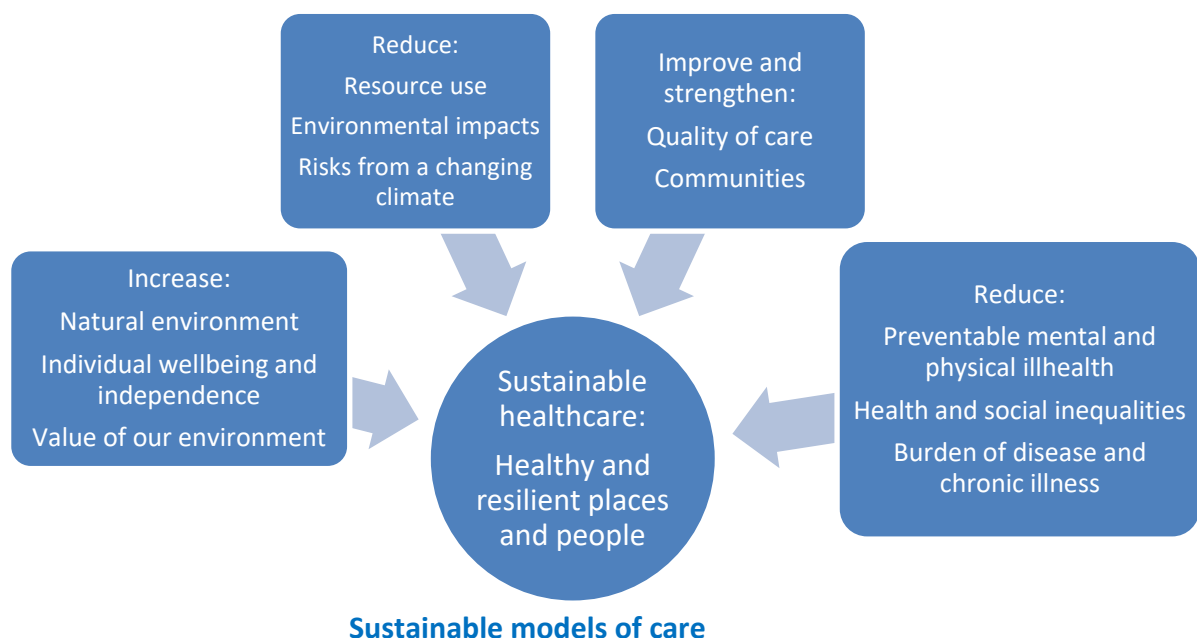 Increase:
Natural environment
Individual wellbeing and
independence
Value of our environment
Reduce:
Resource use
Environmental impacts
Risks from a changing
climate
Improve and
strengthen:
Quality of care
Communities
Reduce:
Preventable mental and
physical illhealth
Health and social inequalities
Burden of disease and
chronic illness
Sustainable
healthcare:
Healthy and
resilient places
and people
Sustainable models of care